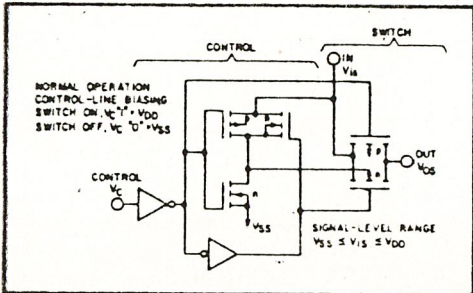 SWITCH
CONTROL
IN
Vis
NORMAL OPERATION
CONTROL-LINE BIASING
SWITCH ON, VC "1" = VDD
SWITCH OFF, VC "0" = VSS
p
n
OUT
VOS
CONTROL
VC
n
VSS
SIGNAL-LEVEL RANGE
VSS ≤ VIS ≤ VDD